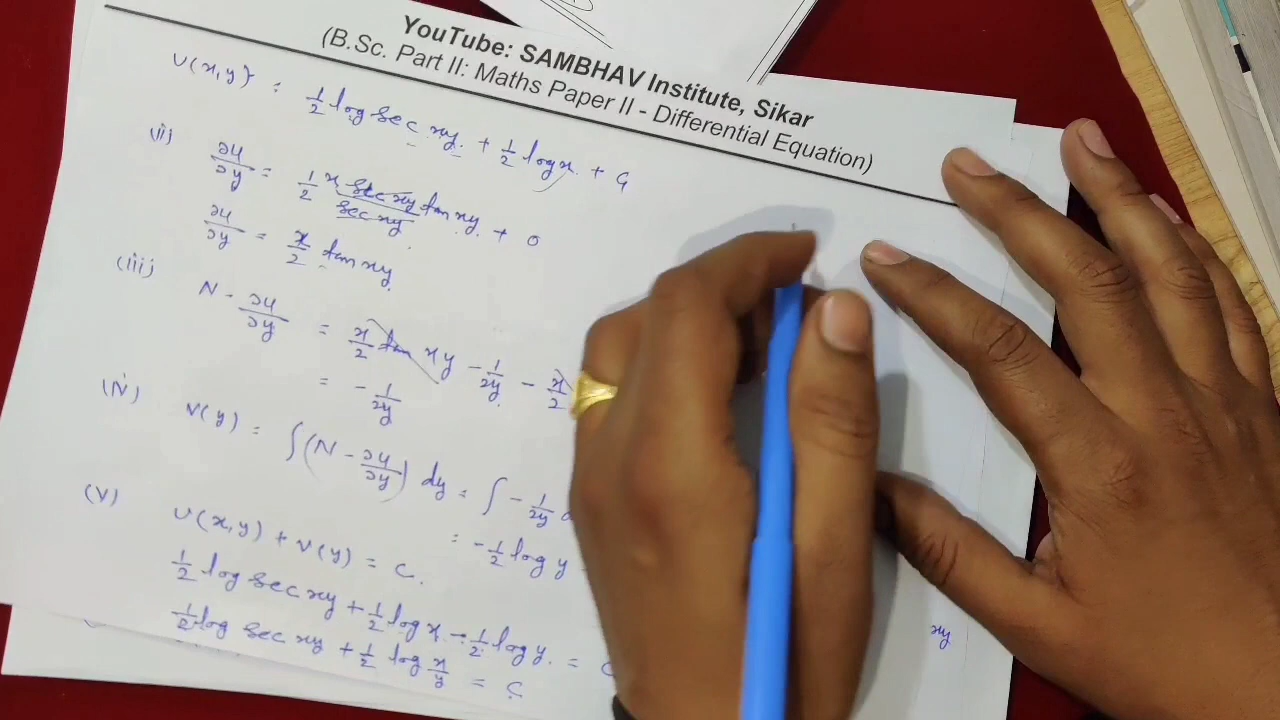 YouTube: SAMBHAV Institute, Sikar
(B.Sc. Part II: Maths Paper II - Differential Equation)
U(x,y) = 1/2 log sec xy + 1/2 log x + C1
(ii) ∂U/∂y = 1/2 x sec xy tan xy / sec xy + 0
∂U/∂y = x/2 tan xy
(iii) N - ∂U/∂y = x/2 tan xy - 1/2y - x/2
= - 1/2y
(iv) V(y) = ∫(N - ∂U/∂y) dy = ∫ - 1/2y
= - 1/2 log y
(v) U(x,y) + V(y) = C.
1/2 log sec xy + 1/2 log x - 1/2 log y = C
1/2 log sec xy + 1/2 log x/y = C
xy